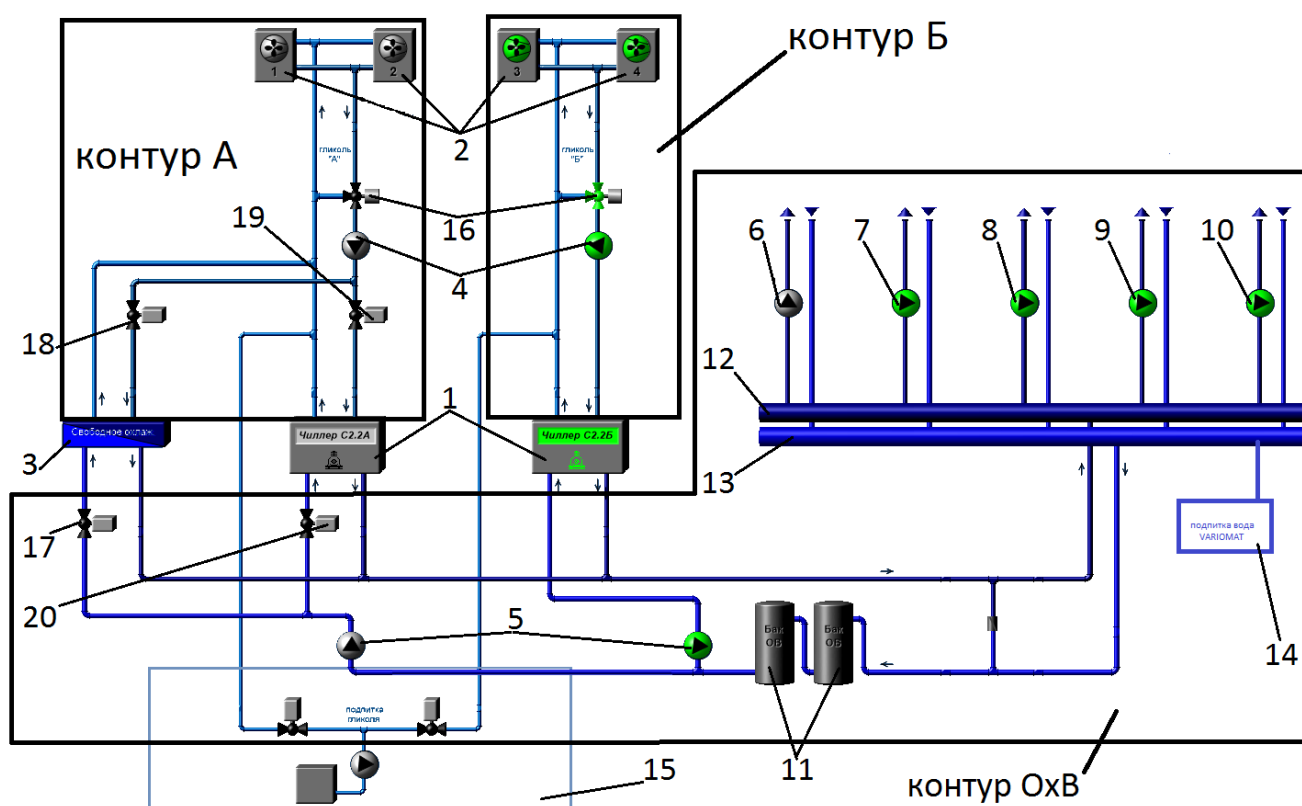 контур Б
1
2
3
4
контур А
2
гликоль
"А"
гликоль
"Б"
16
19
4
6
7
8
9
10
18
12
1
Свободное охлаж.
Чиллер С2.2А
Чиллер С2.2Б
3
13
17
подпитка вода
VARIOMAT
20
5
Бак
ОВ
Бак
ОВ
14
подпитка
гликоля
11
15
контур ОхВ